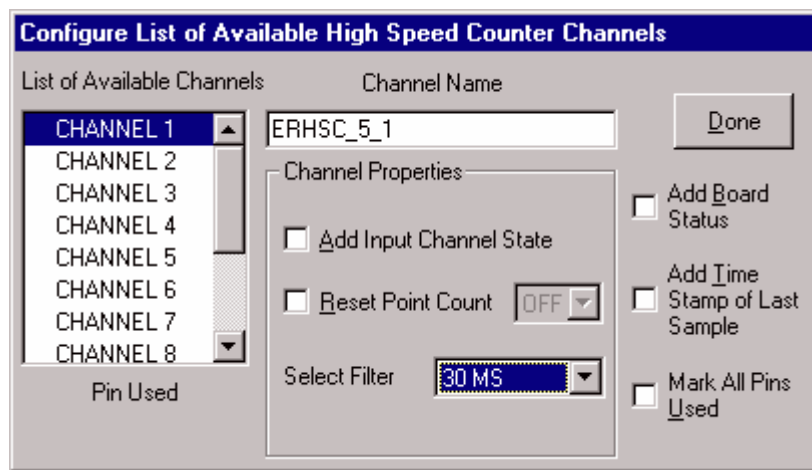 Configure List of Available High Speed Counter Channels
List of Available Channels
CHANNEL 1
CHANNEL 2
CHANNEL 3
CHANNEL 4
CHANNEL 5
CHANNEL 6
CHANNEL 7
CHANNEL 8
Pin Used
Channel Name
ERHSC_5_1
Channel Properties
Add Input Channel State
Reset Point Count OFF
Select Filter 30 MS
Done
Add Board
Status
Add Time
Stamp of Last
Sample
Mark All Pins
Used